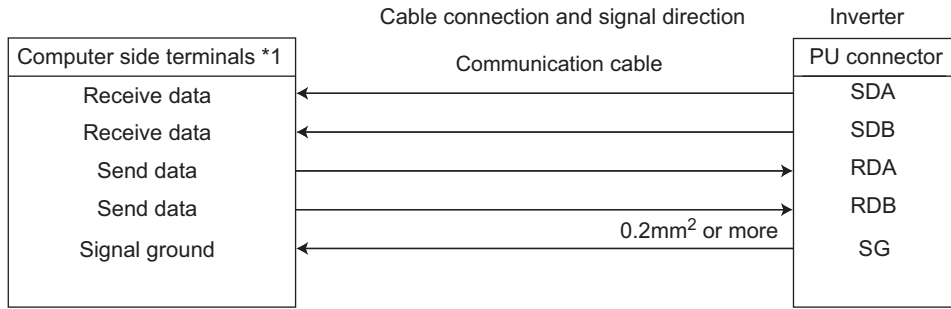 Cable connection and signal direction Inverter
Computer side terminals *1 Communication cable PU connector
Receive data SDA
Receive data SDB
Send data RDA
Send data RDB
0.2mm² or more
Signal ground SG